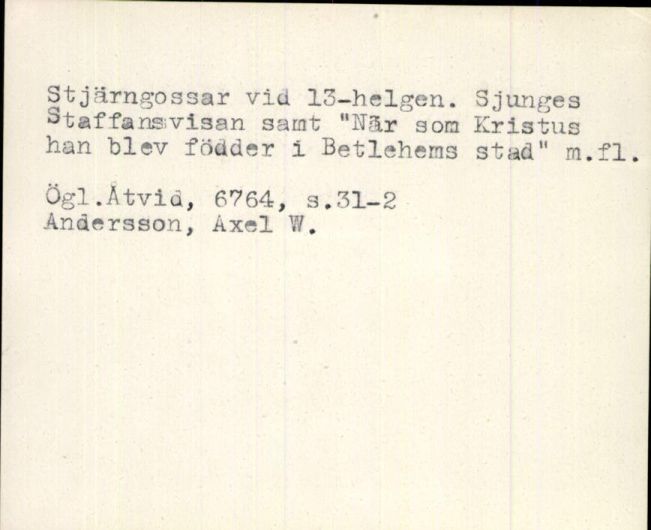 Stjärngossar vid 13-helgen. Sjunges
Staffansvisan samt "När som Kristus
han blev födder i Betlehems stad" m.fl.
Ögl.Åtvid, 6764, s.31-2
Andersson, Axel W.